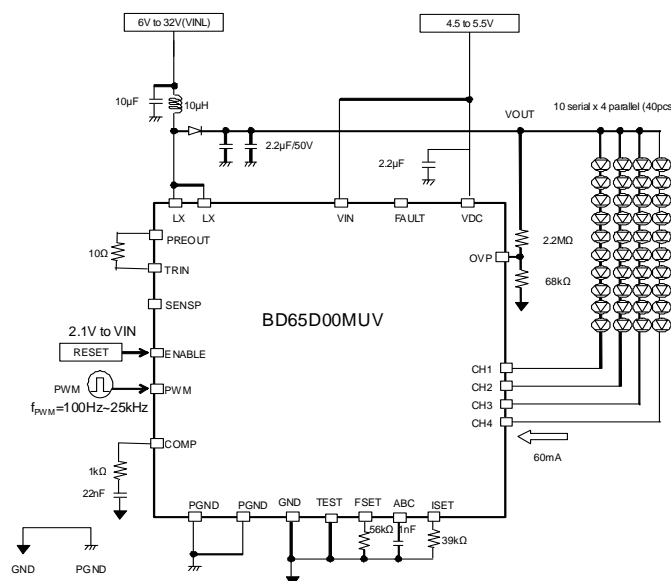 6V to 32V(VINL)
4.5 to 5.5V
10µF
10µH
VOUT
10 serial x 4 parallel (40pcs
2.2µF/50V
2.2µF
LX
LX
VIN
FAULT
VDC
PREOUT
10Ω
TRIN
SENSP
OVP
2.2MΩ
68kΩ
BD65D00MUV
2.1V to VIN
RESET
ENABLE
PWM
PWM
fPWM=100Hz~25kHz
CH1
CH2
CH3
CH4
60mA
COMP
1kΩ
22nF
PGND
PGND
GND
TEST
FSET
ABC
ISET
56kΩ
1nF
39kΩ
GND
PGND